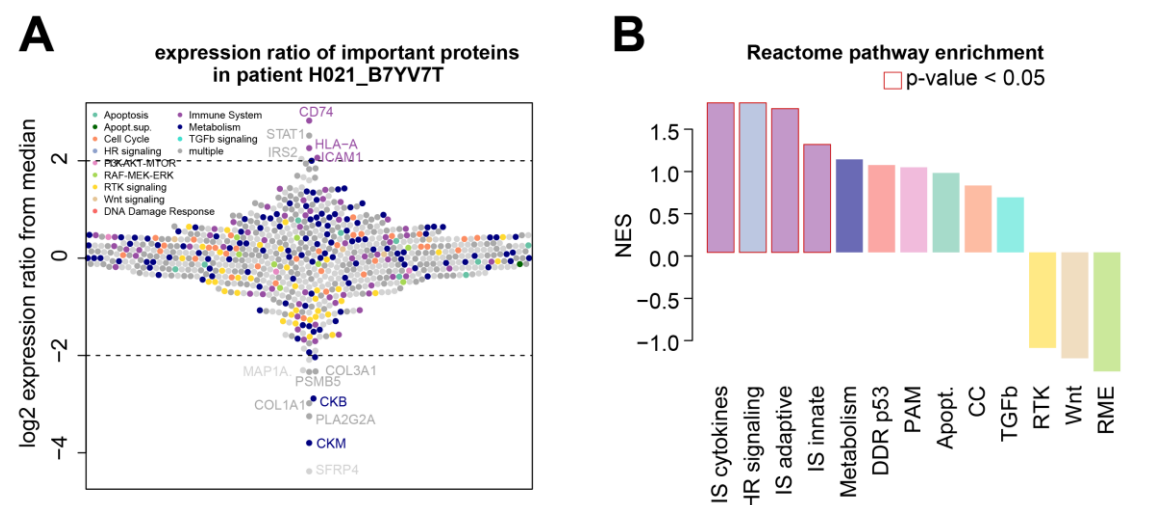 A
expression ratio of important proteins
in patient H021_B7YV7T
log2 expression ratio from median
2
0
−2
−4
Apoptosis
Apopt.sup.
Cell Cycle
HR signaling
PI3KAKT-MTOR
RAF-MEK-ERK
RTK signaling
Wnt signaling
DNA Damage Response
Immune System
Metabolism
TGFb signaling
multiple
CD74
STAT1
HLA−A
IRS2
ICAM1
MAP1A.
COL3A1
PSMB5
COL1A1
CKB
PLA2G2A
CKM
SFRP4
B
Reactome pathway enrichment
p-value < 0.05
NES
1.5
1.0
0.5
0.0
−0.5
−1.0
IS cytokines
HR signaling
IS adaptive
IS innate
Metabolism
DDR p53
PAM
Apopt.
CC
TGFb
RTK
Wnt
RME